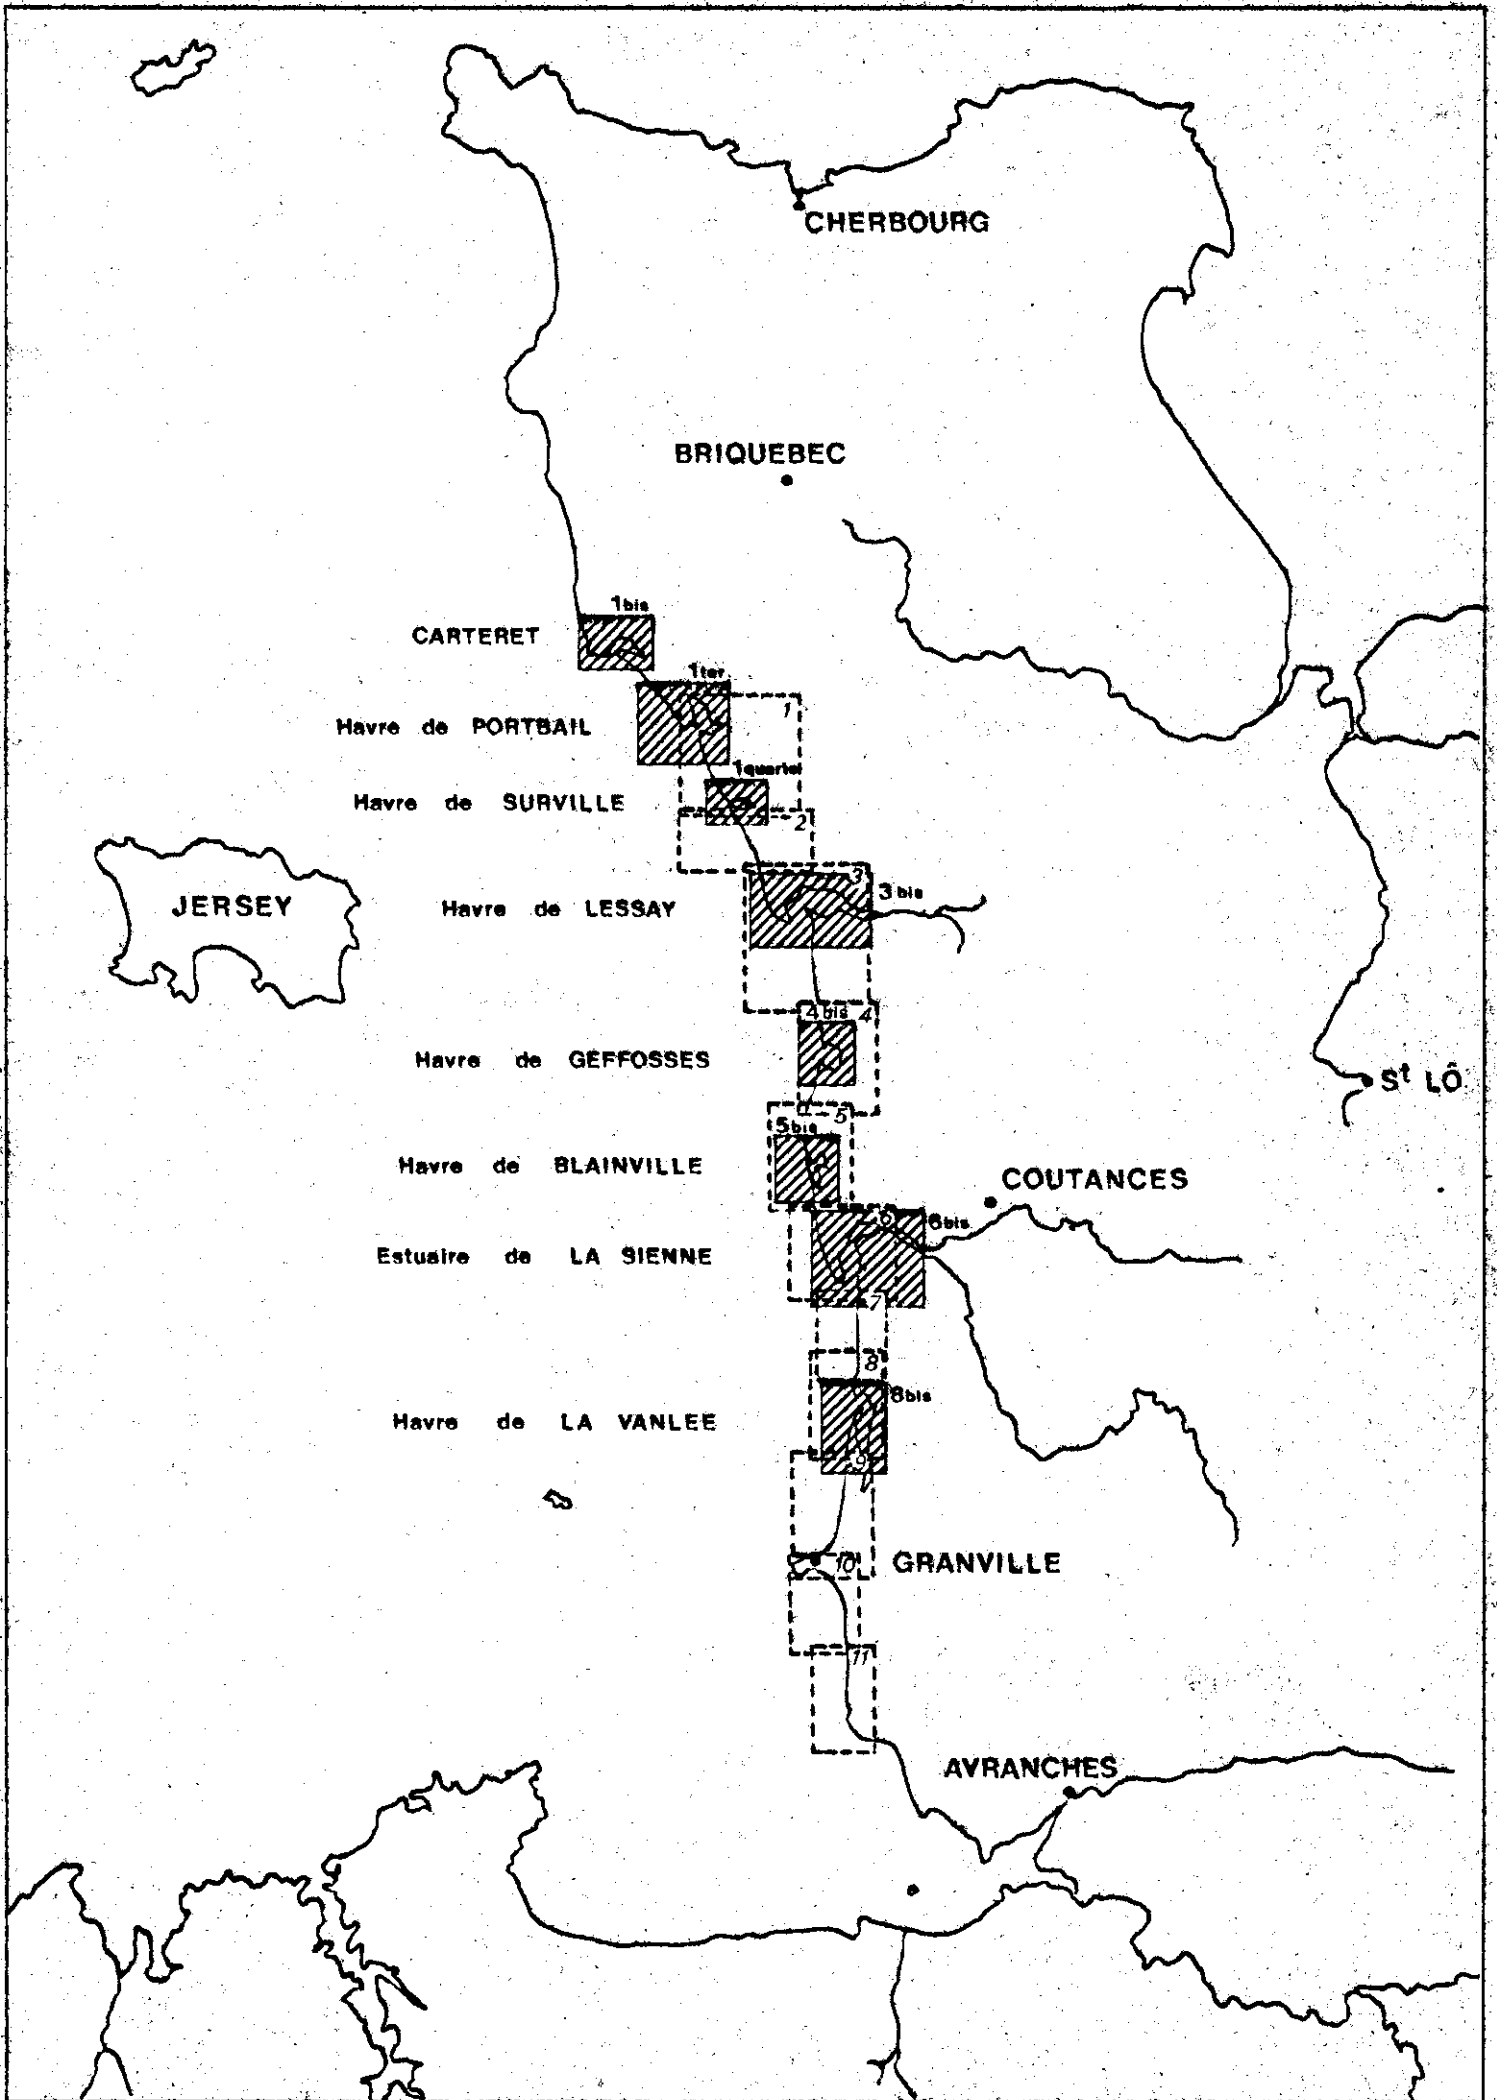 CHERBOURG
BRIQUEBEC
1bis
CARTERET
1ter
1
Havre de PORTBAIL
1quarte
Havre de SURVILLE
2
3
3bis
JERSEY
Havre de LESSAY
4bis 4
Havre de GEFFOSSES
St LÔ
5
5bis
Havre de BLAINVILLE
COUTANCES
6
6bis
Estuaire de LA SIENNE
7
8
8bis
Havre de LA VANLEE
9
10
GRANVILLE
11
AVRANCHES